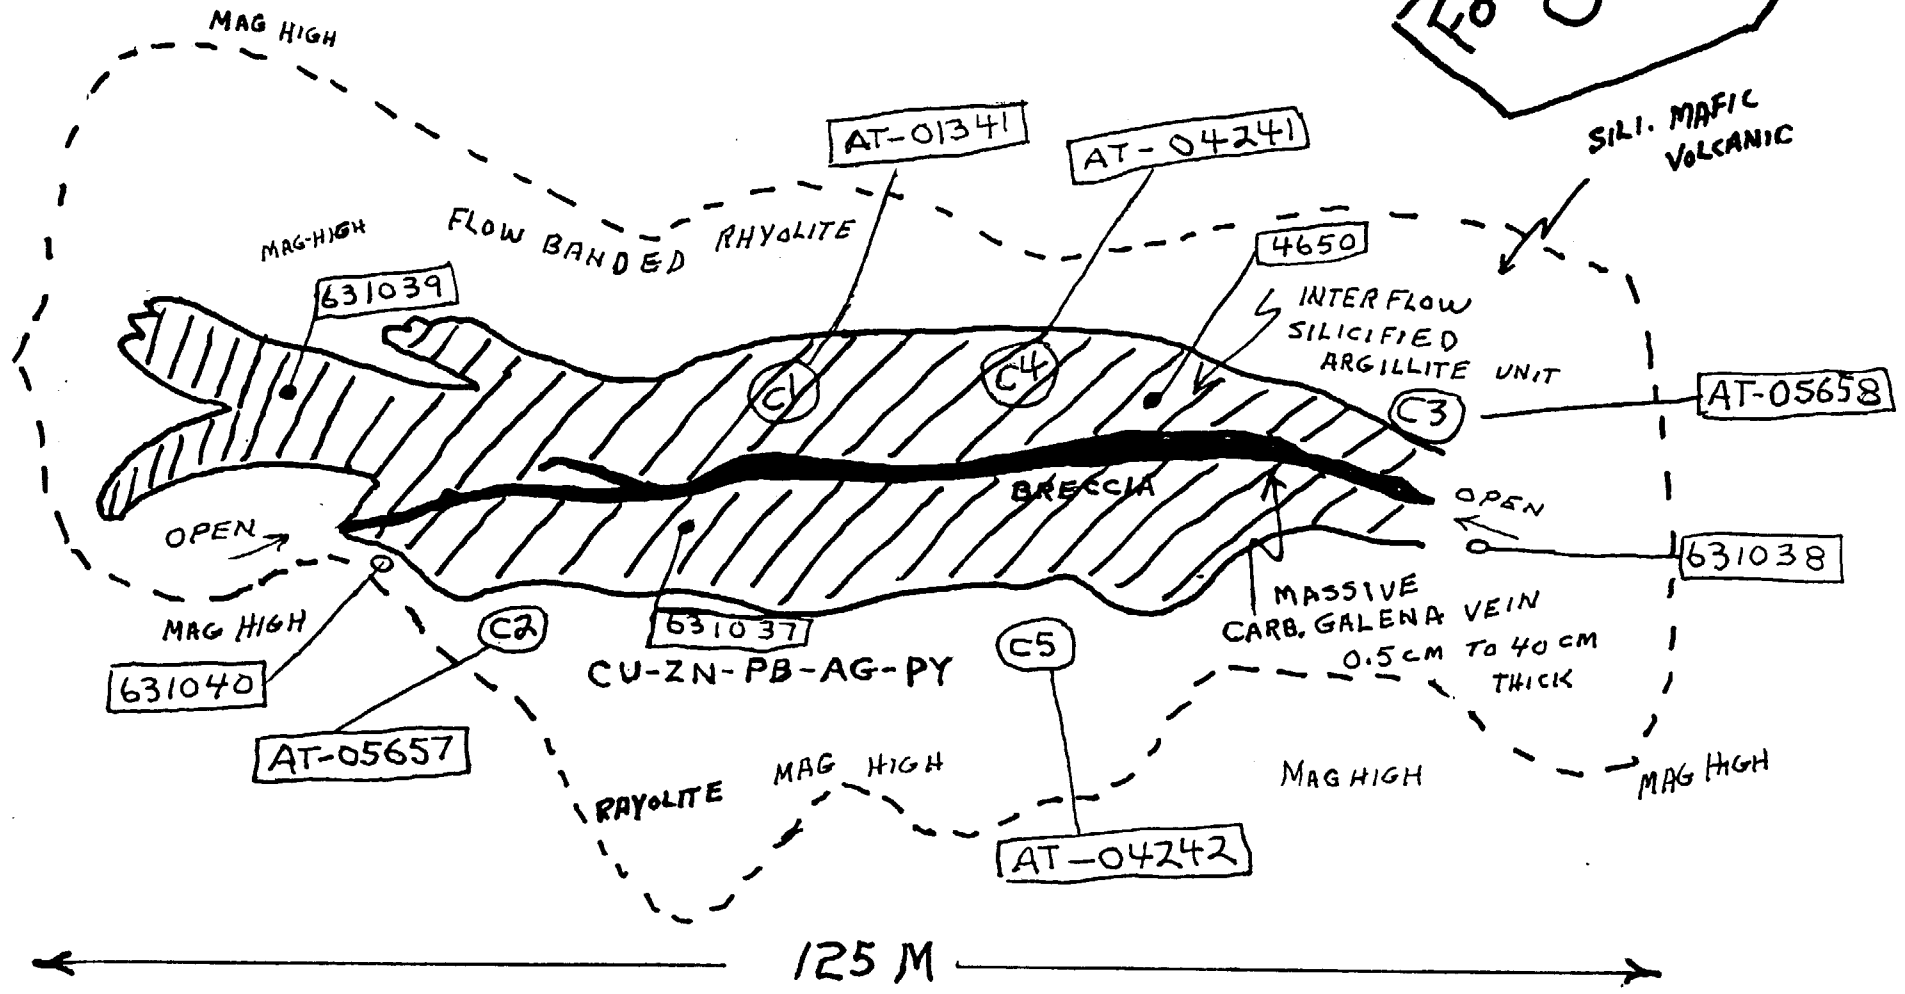 MAG HIGH
SILI. MAFIC
VOLCANIC
AT-01341
AT-04241
MAG-HIGH
FLOW BANDED RHYOLITE
4650
631039
INTERFLOW
SILICIFIED
ARGILLITE UNIT
C1
C4
C3
AT-05658
BRECCIA
OPEN
OPEN
631038
MASSIVE
CARB. GALENA VEIN
0.5 CM TO 40 CM
THICK
MAG HIGH
C2
631037
C5
CU-ZN-PB-AG-PY
631040
AT-05657
RAYOLITE
MAG HIGH
MAG HIGH
MAG HIGH
AT-04242
125 M